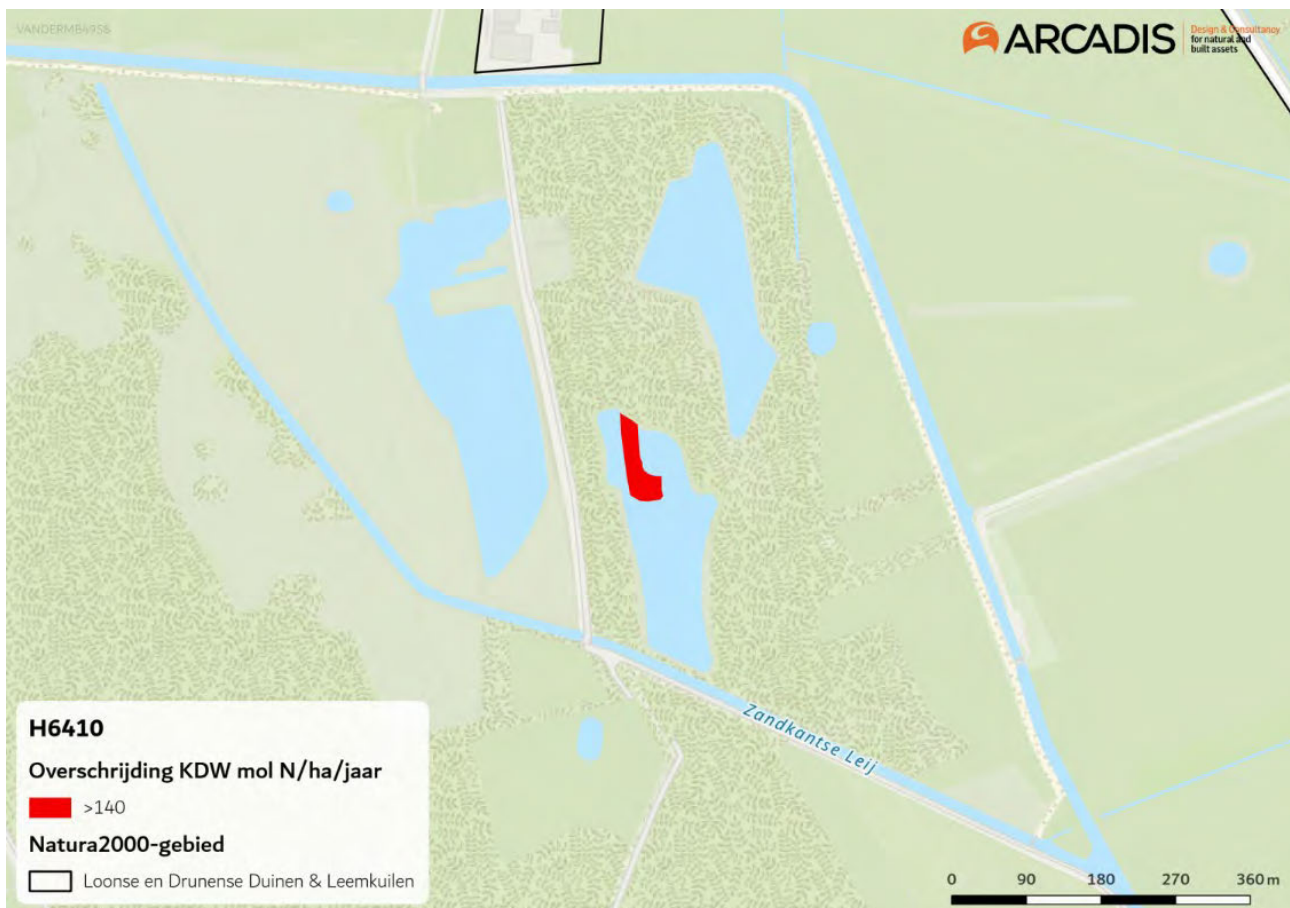 VANDERMB4958
ARCADIS
Design & Consultancy
for natural and
built assets
Zandkantse Leij
H6410
Overschrijding KDW mol N/ha/jaar
>140
Natura2000-gebied
Loonse en Drunense Duinen & Leemkuilen
0 90 180 270 360 m